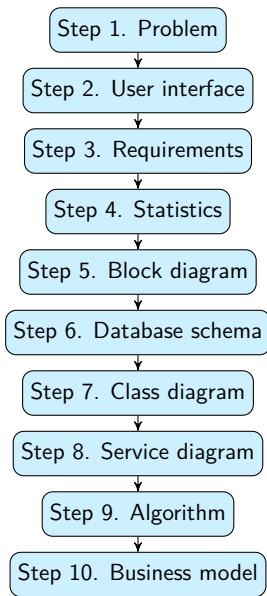 Step 1. Problem
Step 2. User interface
Step 3. Requirements
Step 4. Statistics
Step 5. Block diagram
Step 6. Database schema
Step 7. Class diagram
Step 8. Service diagram
Step 9. Algorithm
Step 10. Business model